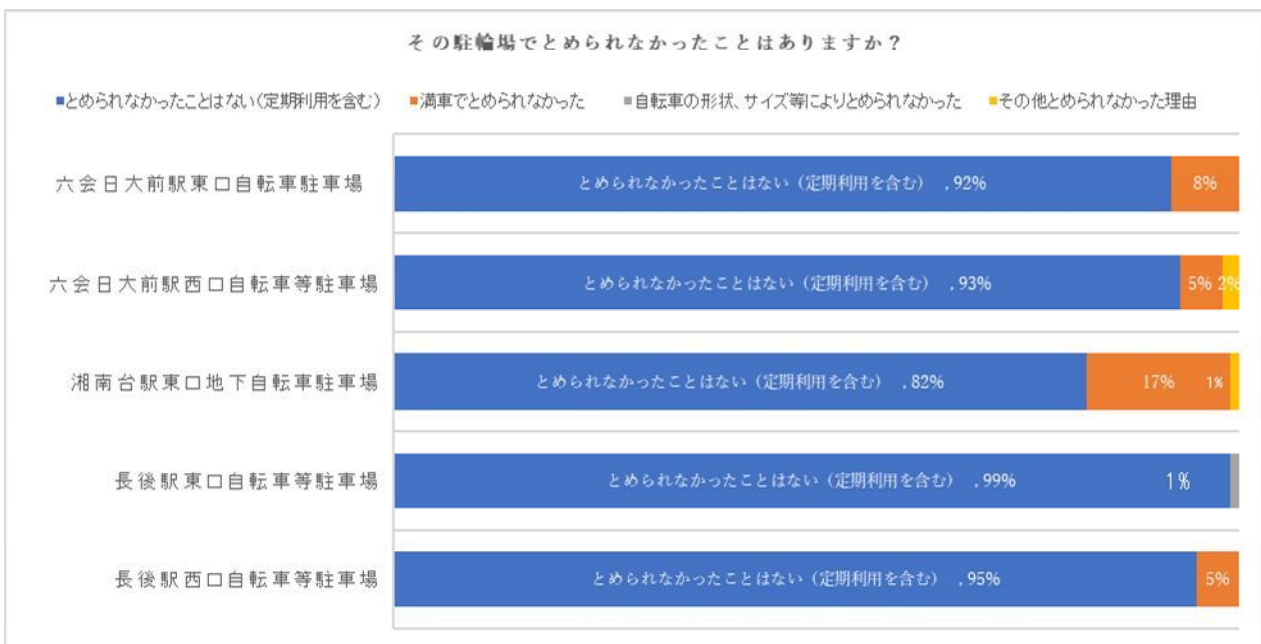 その駐輪場でとめられなかったことはありますか？
■とめられなかったことはない(定期利用を含む) ■満車でとめられなかった ■自転車の形状、サイズ等によりとめられなかった ■その他とめられなかった理由
六会日大前駅東口自転車駐車場 とめられなかったことはない（定期利用を含む）,92% 8%
六会日大前駅西口自転車等駐車場 とめられなかったことはない（定期利用を含む）,93% 5% 2%
湘南台駅東口地下自転車駐車場 とめられなかったことはない（定期利用を含む）,82% 17% 1%
長後駅東口自転車等駐車場 とめられなかったことはない（定期利用を含む）,99% 1%
長後駅西口自転車等駐車場 とめられなかったことはない（定期利用を含む）,95% 5%